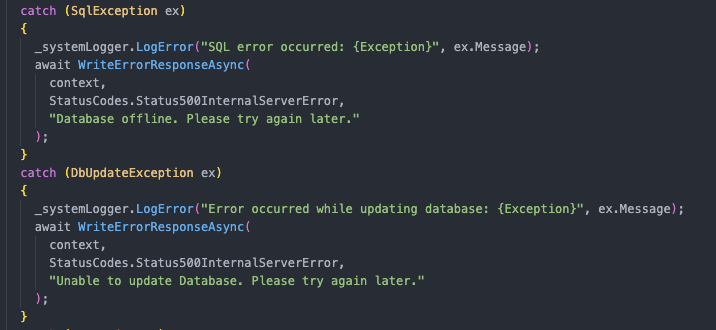 catch (SqlException ex)
{
_systemLogger.LogError("SQL error occurred: {Exception}", ex.Message);
await WriteErrorResponseAsync(
context,
StatusCodes.Status500InternalServerError,
"Database offline. Please try again later."
);
}
catch (DbUpdateException ex)
{
_systemLogger.LogError("Error occurred while updating database: {Exception}", ex.Message);
await WriteErrorResponseAsync(
context,
StatusCodes.Status500InternalServerError,
"Unable to update Database. Please try again later."
);
}